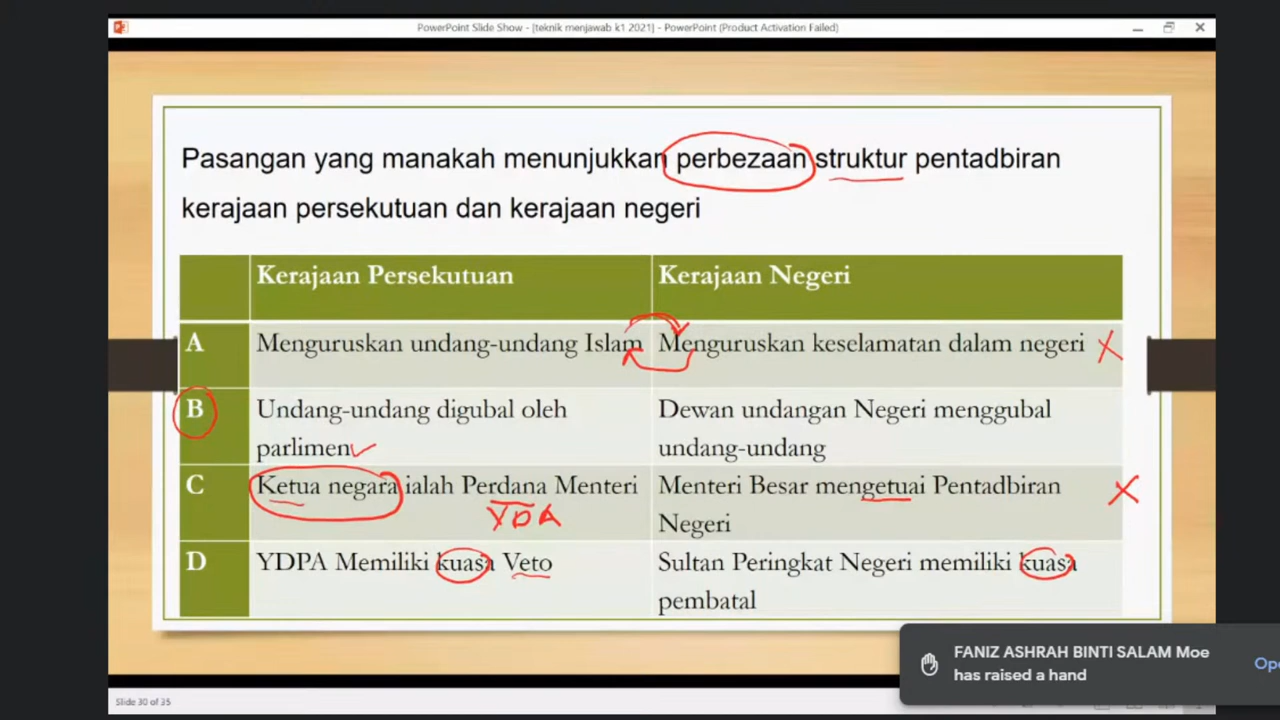 PowerPoint Slide Show - [teknik menjawab k1 2021] - PowerPoint (Product Activation Failed)
Pasangan yang manakah menunjukkan perbezaan struktur pentadbiran
kerajaan persekutuan dan kerajaan negeri
Kerajaan Persekutuan
Kerajaan Negeri
A
Menguruskan undang-undang Islam
Menguruskan keselamatan dalam negeri
B
Undang-undang digubal oleh
parlimen
Dewan undangan Negeri menggubal
undang-undang
C
Ketua negara ialah Perdana Menteri
YDA
Menteri Besar mengetuai Pentadbiran
Negeri
D
YDPA Memiliki kuasa Veto
Sultan Peringkat Negeri memiliki kuasa
pembatal
FANIZ ASHRAH BINTI SALAM Moe
has raised a hand
Ope
Slide 30 of 35